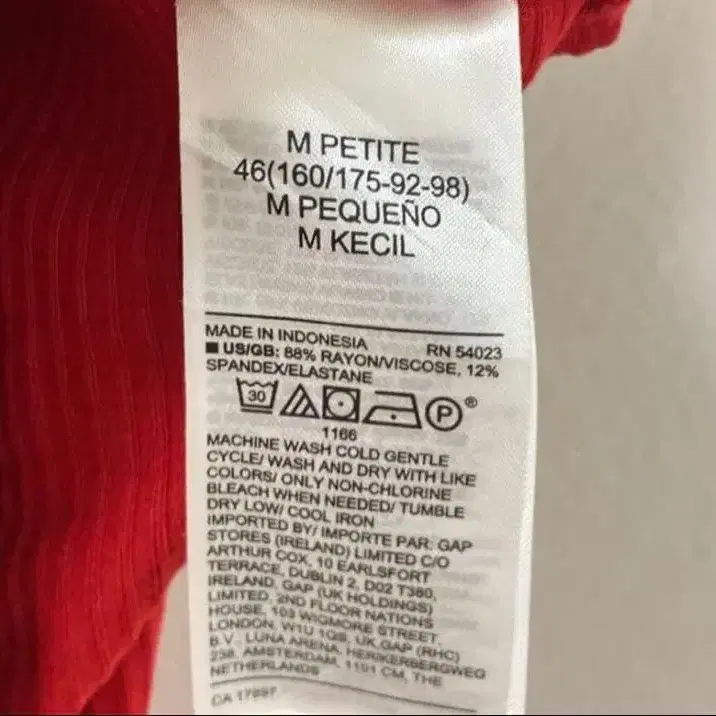 M PETITE
46(160/175-92-98)
M PEQUEÑO
M KECIL
MADE IN INDONESIA RN 54023
US/GB: 88% RAYON/VISCOSE, 12%
SPANDEX/ELASTANE
30 P®
1166
MACHINE WASH COLD GENTLE
CYCLE/ WASH AND DRY WITH LIKE
COLORS/ ONLY NON-CHLORINE
BLEACH WHEN NEEDED/ TUMBLE
DRY LOW/ COOL IRON
IMPORTED BY/ IMPORTE PAR: GAP
STORES (IRELAND) LIMITED C/O
ARTHUR COX, 10 EARLSFORT
TERRACE, DUBLIN 2, D02 T380,
IRELAND, GAP (UK HOLDINGS)
LIMITED, 2ND FLOOR NATIONS
HOUSE, 103 WIGMORE STREET,
LONDON, W1U 1QS, UK,GAP (RHC)
B.V., LUNA ARENA, HERIKERBERGWEG
238, AMSTERDAM, 1101 CM, THE
NETHERLANDS